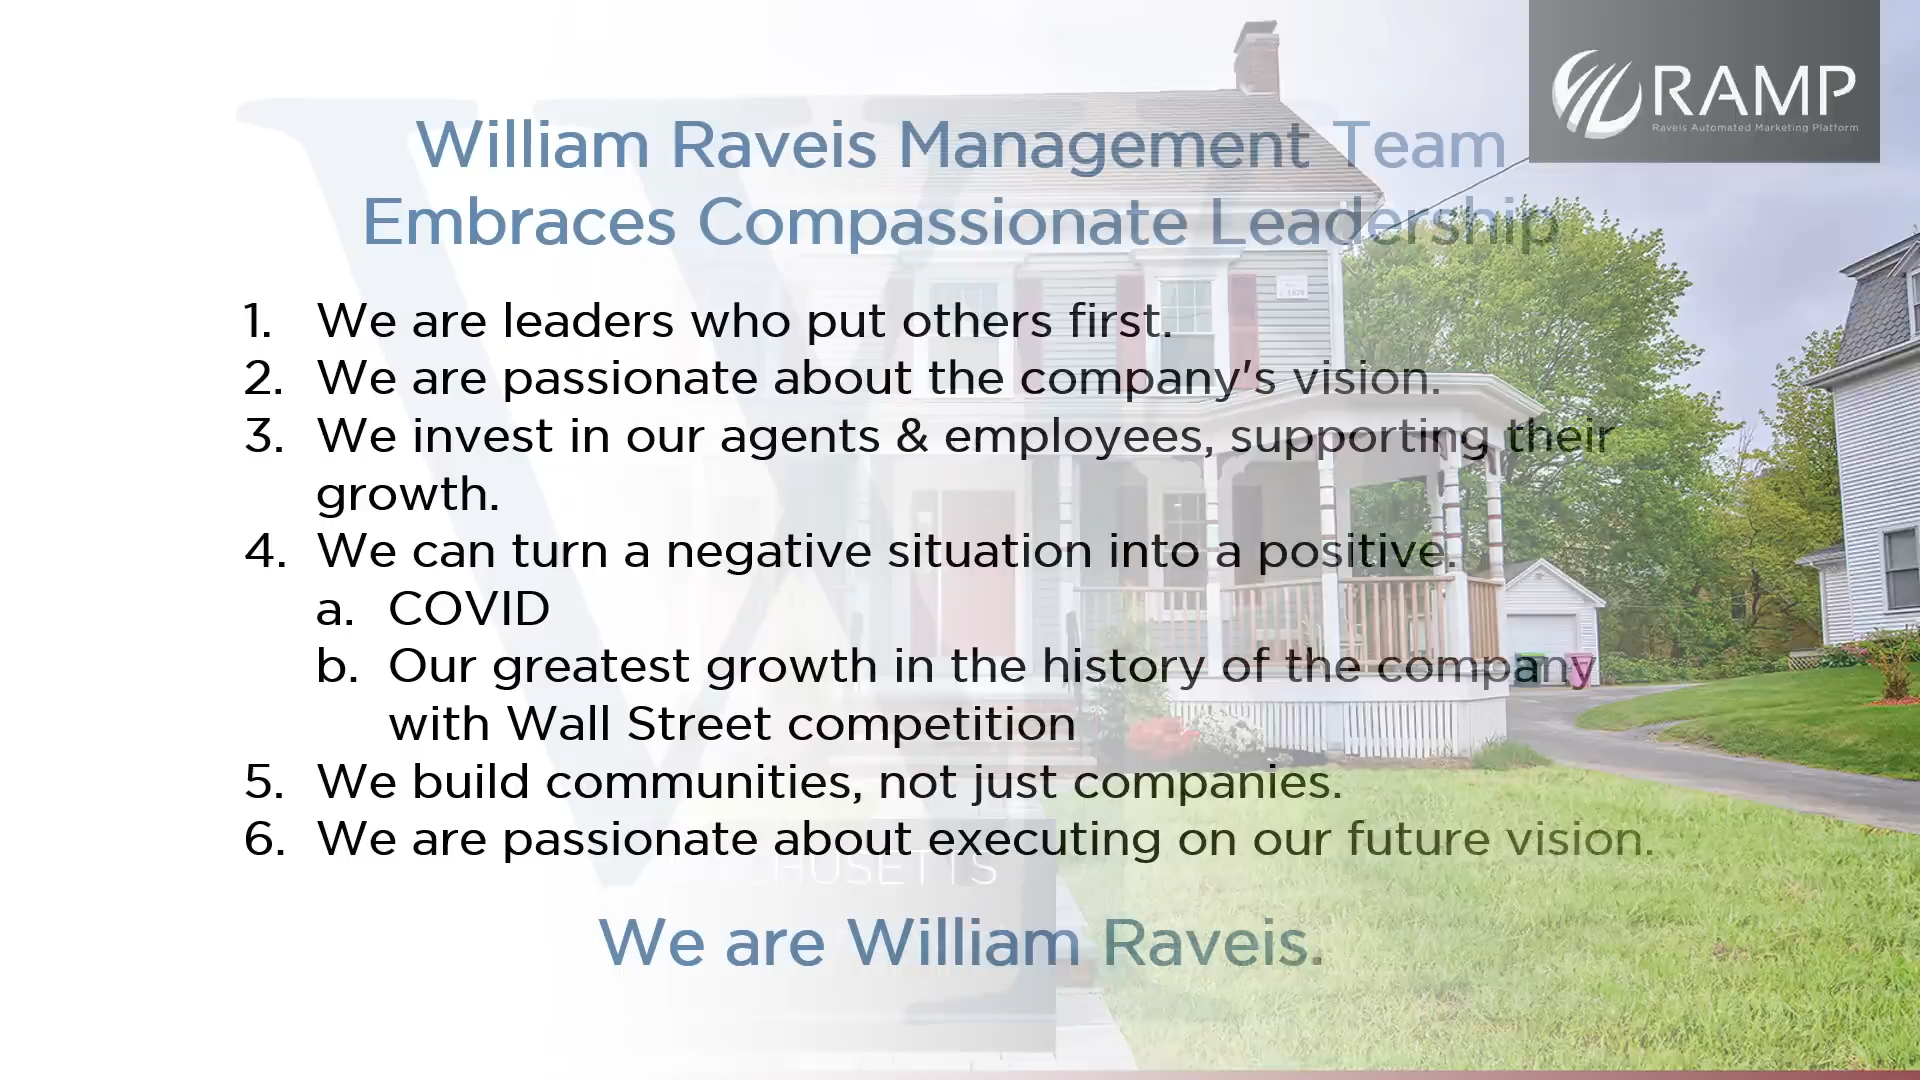 RAMP
Raveis Automated Marketing Platform
William Raveis Management Team
Embraces Compassionate Leadership
1. We are leaders who put others first.
2. We are passionate about the company's vision.
3. We invest in our agents & employees, supporting their
growth.
4. We can turn a negative situation into a positive.
a. COVID
b. Our greatest growth in the history of the company
with Wall Street competition
5. We build communities, not just companies.
6. We are passionate about executing on our future vision.
We are William Raveis.